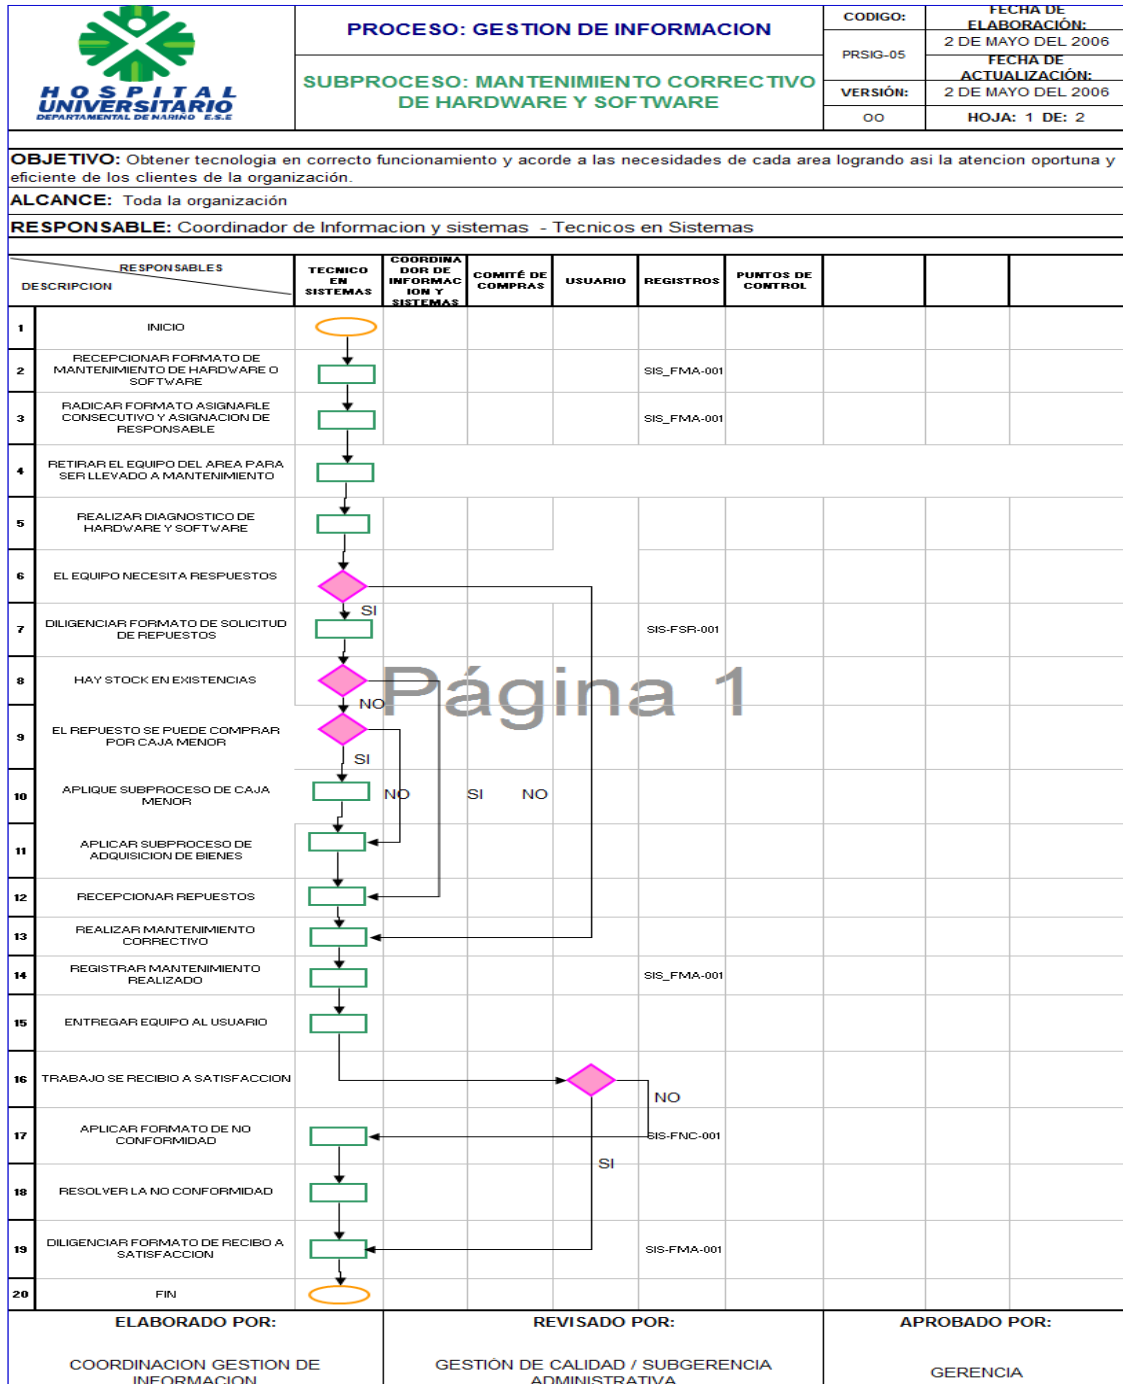 HOSPITAL
UNIVERSITARIO
DEPARTAMENTAL DE NARIÑO E.S.E
PROCESO: GESTION DE INFORMACION
SUBPROCESO: MANTENIMIENTO CORRECTIVO
DE HARDWARE Y SOFTWARE
CODIGO:
PRSIG-05
VERSIÓN:
OO
FECHA DE
ELABORACIÓN:
2 DE MAYO DEL 2006
FECHA DE
ACTUALIZACIÓN:
2 DE MAYO DEL 2006
HOJA: 1 DE: 2
OBJETIVO: Obtener tecnologia en correcto funcionamiento y acorde a las necesidades de cada area logrando asi la atencion oportuna y
eficiente de los clientes de la organización.
ALCANCE: Toda la organización
RESPONSABLE: Coordinador de Informacion y sistemas - Tecnicos en Sistemas
RESPONSABLES
DESCRIPCION
TECNICO
EN
SISTEMAS
COORDINA
DOR DE
INFORMAC
ION Y
SISTEMAS
COMITÉ DE
COMPRAS
USUARIO
REGISTROS
PUNTOS DE
CONTROL
1 INICIO
2 RECEPCIONAR FORMATO DE
MANTENIMIENTO DE HARDWARE O
SOFTWARE
SIS_FMA-001
3 RADICAR FORMATO ASIGNARLE
CONSECUTIVO Y ASIGNACION DE
RESPONSABLE
SIS_FMA-001
4 RETIRAR EL EQUIPO DEL AREA PARA
SER LLEVADO A MANTENIMIENTO
5 REALIZAR DIAGNOSTICO DE
HARDWARE Y SOFTWARE
6 EL EQUIPO NECESITA RESPUESTOS
SI
7 DILIGENCIAR FORMATO DE SOLICITUD
DE REPUESTOS
SIS-FSR-001
8 HAY STOCK EN EXISTENCIAS
Página 1
NO
9 EL REPUESTO SE PUEDE COMPRAR
POR CAJA MENOR
SI
10 APLIQUE SUBPROCESO DE CAJA
MENOR
NO SI NO
11 APLICAR SUBPROCESO DE
ADQUISICION DE BIENES
12 RECEPCIONAR REPUESTOS
13 REALIZAR MANTENIMIENTO
CORRECTIVO
14 REGISTRAR MANTENIMIENTO
REALIZADO
SIS_FMA-001
15 ENTREGAR EQUIPO AL USUARIO
16 TRABAJO SE RECIBIO A SATISFACCION
NO
17 APLICAR FORMATO DE NO
CONFORMIDAD
SIS-FNC-001
SI
18 RESOLVER LA NO CONFORMIDAD
19 DILIGENCIAR FORMATO DE RECIBO A
SATISFACCION
SIS-FMA-001
20 FIN
ELABORADO POR:
COORDINACION GESTION DE
INFORMACION
REVISADO POR:
GESTIÓN DE CALIDAD / SUBGERENCIA
ADMINISTRATIVA
APROBADO POR:
GERENCIA